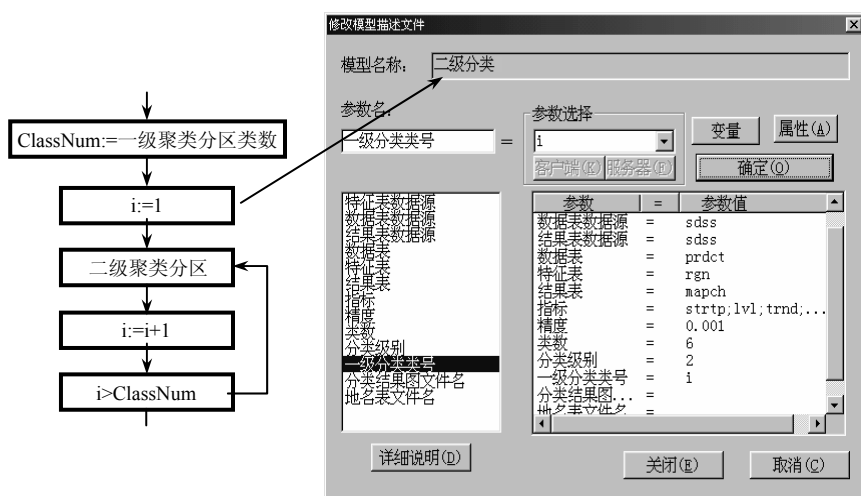 ClassNum:=一级聚类分区类数
i:=1
二级聚类分区
i:=i+1
i>ClassNum
修改模型描述文件
模型名称:
二级分类
参数名:
一级分类类号
=
参数选择
i
客户端(K)
服务器(F)
变量
属性(A)
确定(O)
特征表数据源
数据表数据源
结果表数据源
数据表
特征表
结果表
指标
精度
类数
分类级别
一级分类类号
分类结果图文件名
地名表文件名
参数 = 参数值
数据表数据源 = sdss
结果表数据源 = sdss
数据表 = prdct
特征表 = rgn
结果表 = mapch
指标 = strtp;lvl;trnd;...
精度 = 0.001
类数 = 6
分类级别 = 2
一级分类类号 = i
分类结果图... =
地名表文件名 =
详细说明(D)
关闭(E)
取消(C)